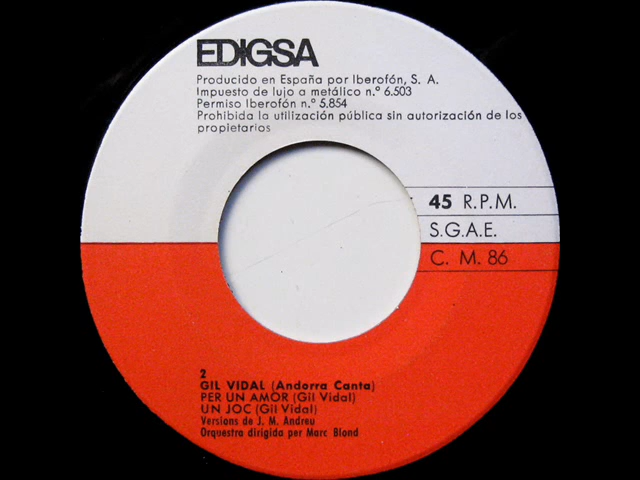 EDIGSA
Producido en España por Iberofón, S. A.
Impuesto de lujo a metálico n.º 6.503
Permiso Iberofón n.º 5.854
Prohibida la utilización pública sin autorización de los
propietarios
45 R.P.M.
S.G.A.E.
C. M. 86
2
GIL VIDAL (Andorra Canta)
PER UN AMOR (Gil Vidal)
UN JOC (Gil Vidal)
Versions de J. M. Andreu
Orquestra dirigida per Marc Blond